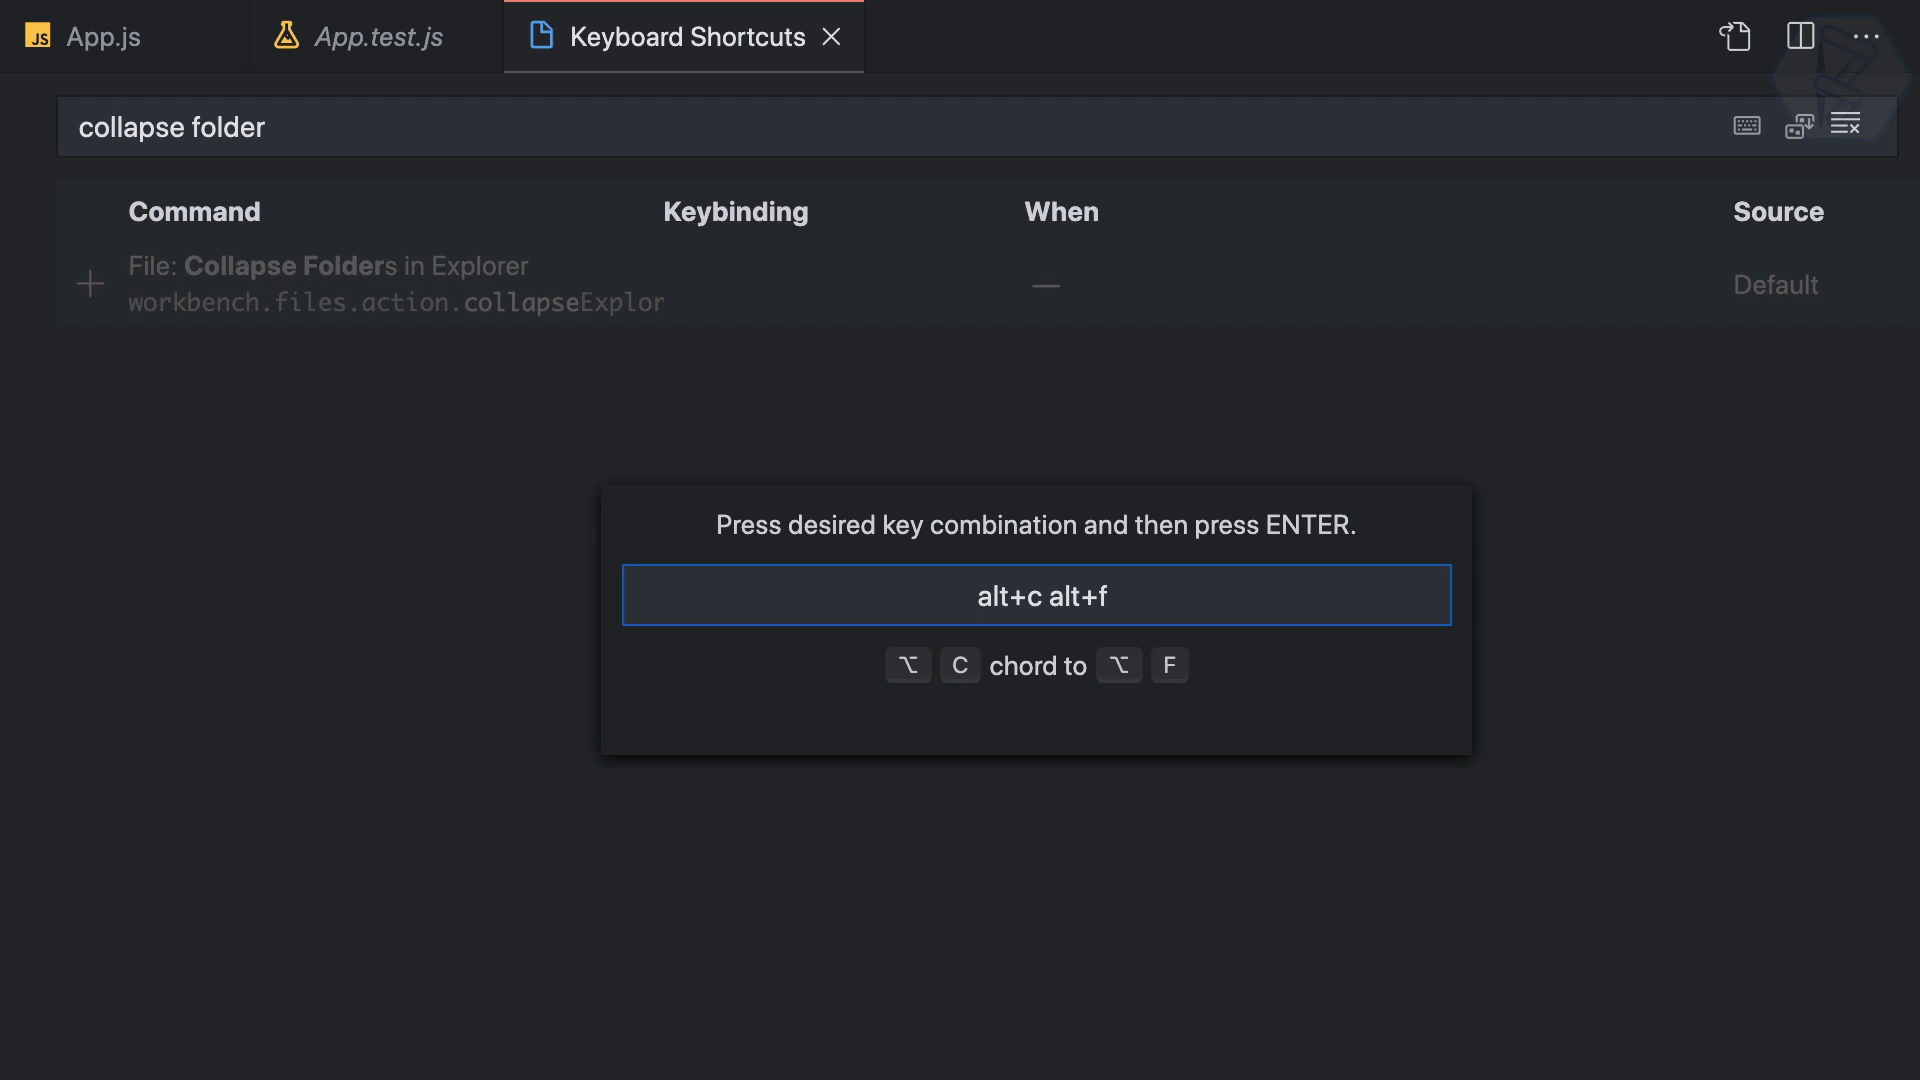 JS App.js App.test.js Keyboard Shortcuts
collapse folder
Command Keybinding When Source
File: Collapse Folders in Explorer
workbench.files.action.collapseExplor
— Default
Press desired key combination and then press ENTER.
alt+c alt+f
⌥ C chord to ⌥ F